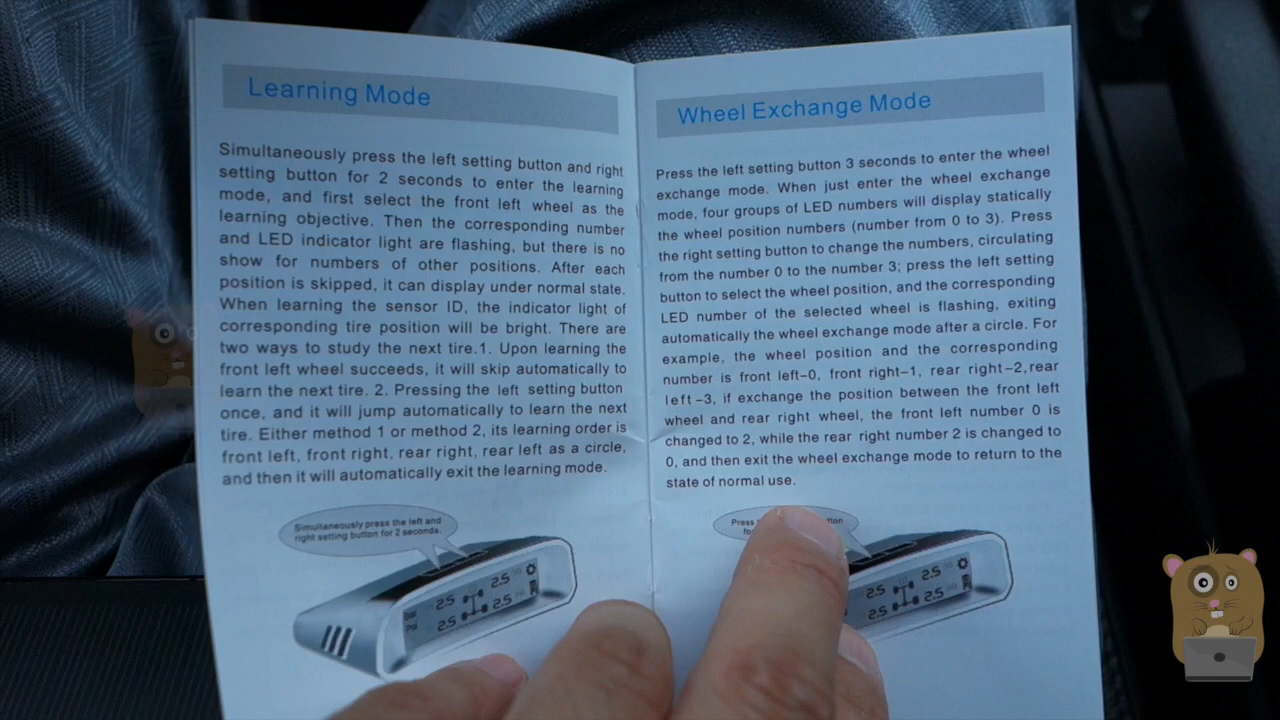 Learning Mode
Simultaneously press the left setting button and right
setting button for 2 seconds to enter the learning
mode, and first select the front left wheel as the
learning objective. Then the corresponding number
and LED indicator light are flashing, but there is no
show for numbers of other positions. After each
position is skipped, it can display under normal state.
When learning the sensor ID, the indicator light of
corresponding tire position will be bright. There are
two ways to study the next tire.1. Upon learning the
front left wheel succeeds, it will skip automatically to
learn the next tire. 2. Pressing the left setting button
once, and it will jump automatically to learn the next
tire. Either method 1 or method 2, its learning order is
front left, front right, rear right, rear left as a circle,
and then it will automatically exit the learning mode.
Simultaneously press the left and
right setting button for 2 seconds.
2.5 2.5
2.5 2.5
Wheel Exchange Mode
Press the left setting button 3 seconds to enter the wheel
exchange mode. When just enter the wheel exchange
mode, four groups of LED numbers will display statically
the wheel position numbers (number from 0 to 3). Press
the right setting button to change the numbers, circulating
from the number 0 to the number 3; press the left setting
button to select the wheel position, and the corresponding
LED number of the selected wheel is flashing, exiting
automatically the wheel exchange mode after a circle. For
example, the wheel position and the corresponding
number is front left-0, front right-1, rear right-2,rear
left-3, if exchange the position between the front left
wheel and rear right wheel, the front left number 0 is
changed to 2, while the rear right number 2 is changed to
0, and then exit the wheel exchange mode to return to the
state of normal use.
Press
2.5 2.5
2.5 2.5